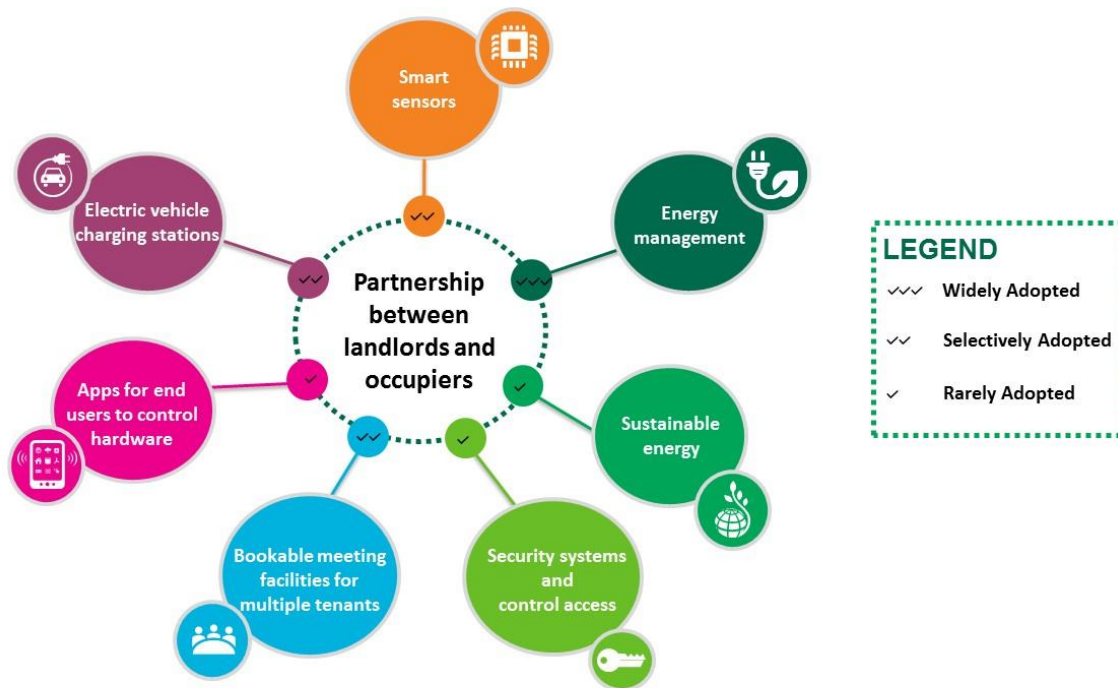 Smart
sensors
Energy
management
Electric vehicle
charging stations
Partnership
between
landlords and
occupiers
Apps for end
users to control
hardware
Sustainable
energy
Bookable meeting
facilities for
multiple tenants
Security systems
and
control access
LEGEND
Widely Adopted
Selectively Adopted
Rarely Adopted